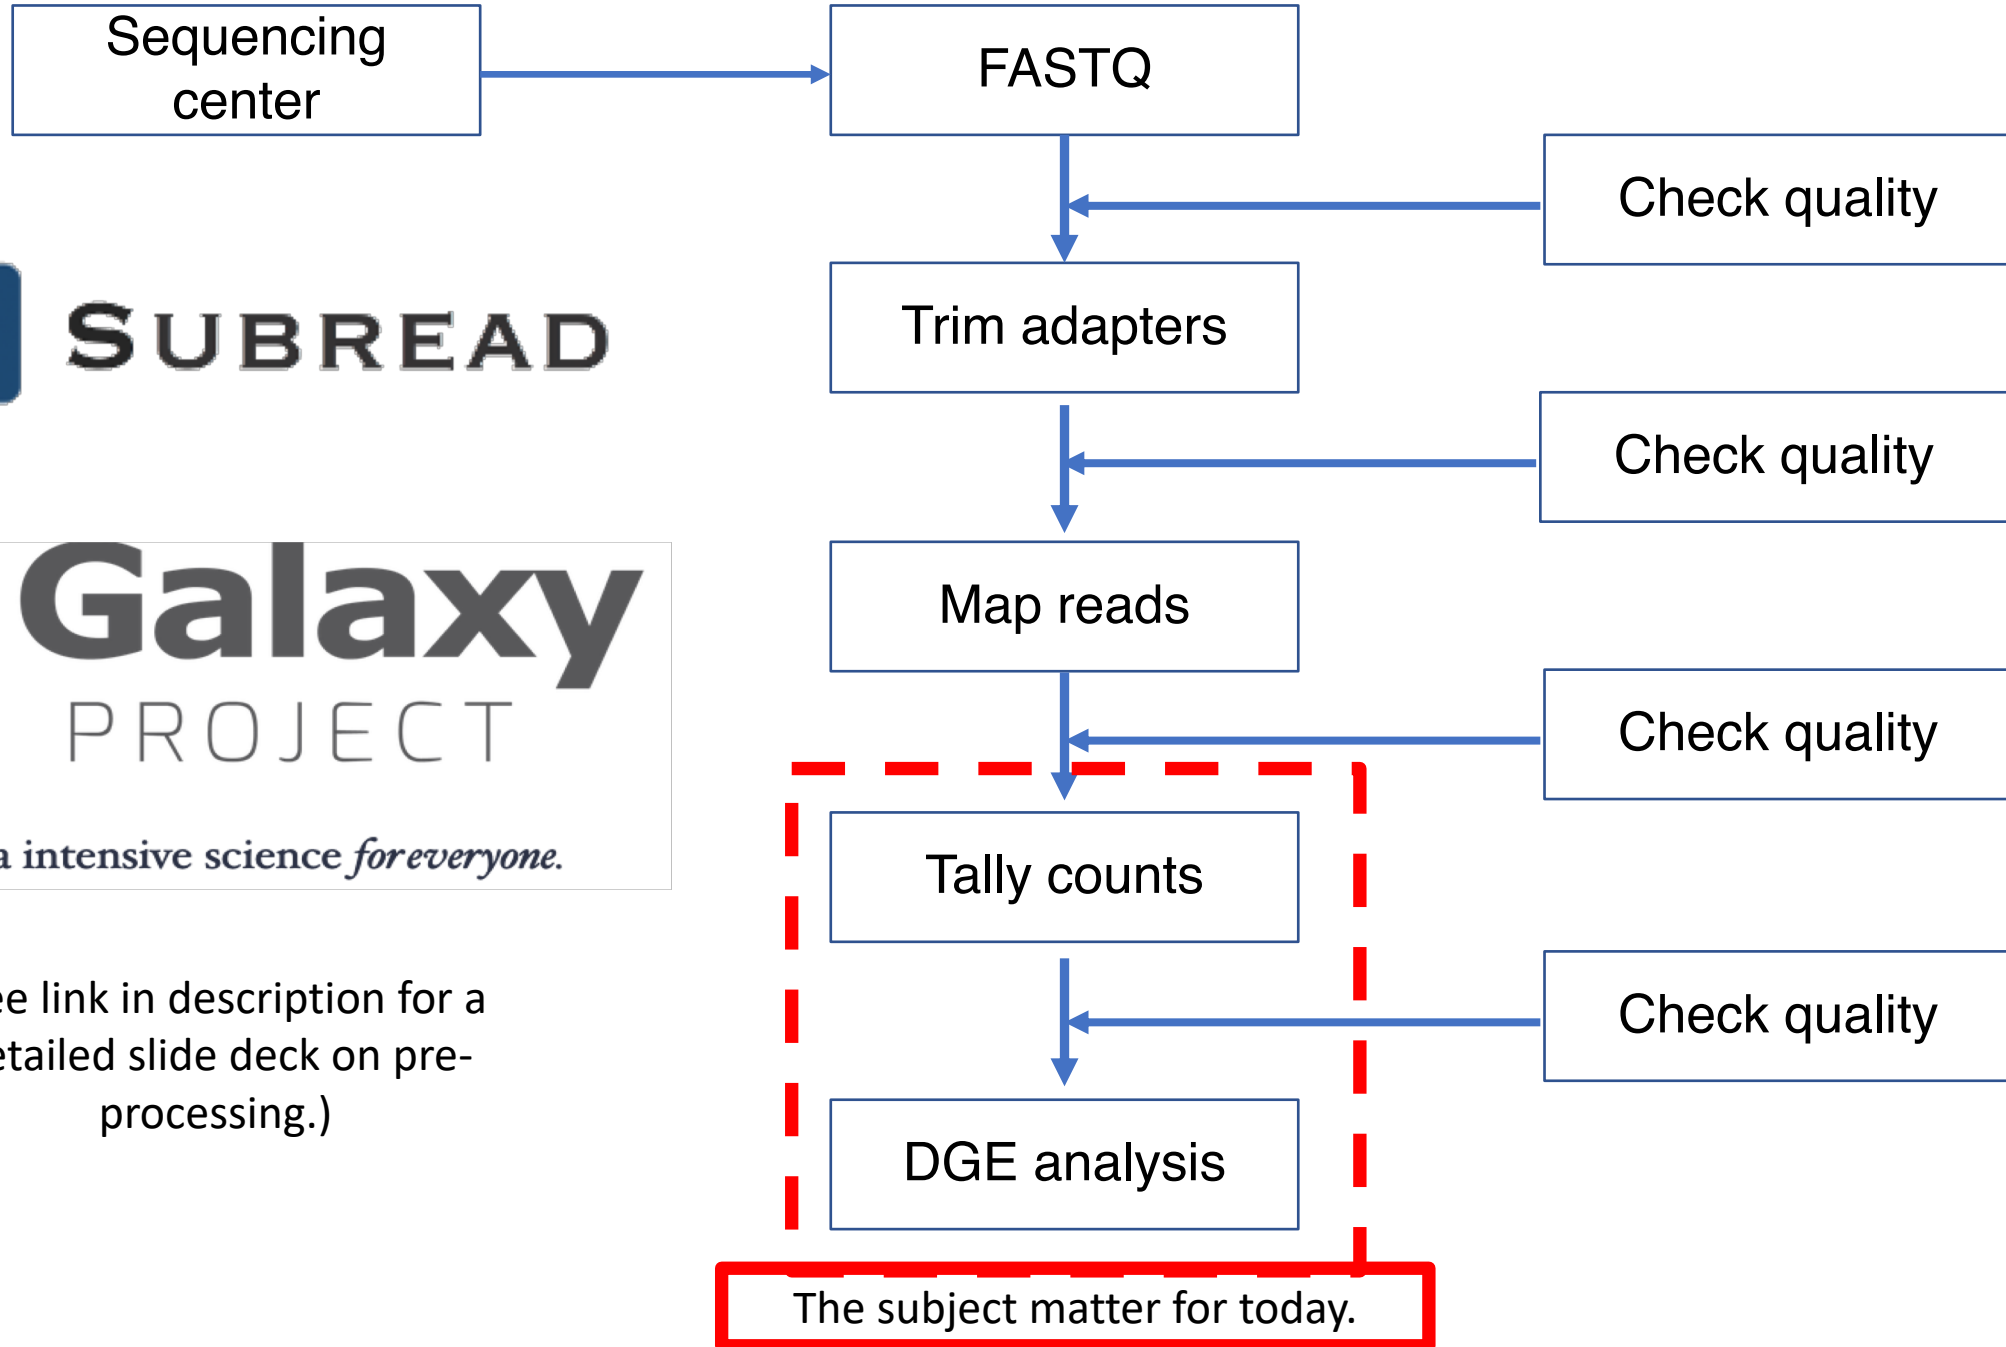 Sequencing
center
FASTQ
Check quality
SUBREAD
Trim adapters
Check quality
Galaxy
PROJECT
Map reads
Check quality
a intensive science for everyone.
Tally counts
ee link in description for a
etailed slide deck on pre-
processing.)
Check quality
DGE analysis
The subject matter for today.